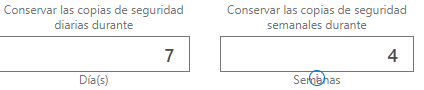 Conservar las copias de seguridad
diarias durante
7
Día(s)
Conservar las copias de seguridad
semanales durante
4
Semanas